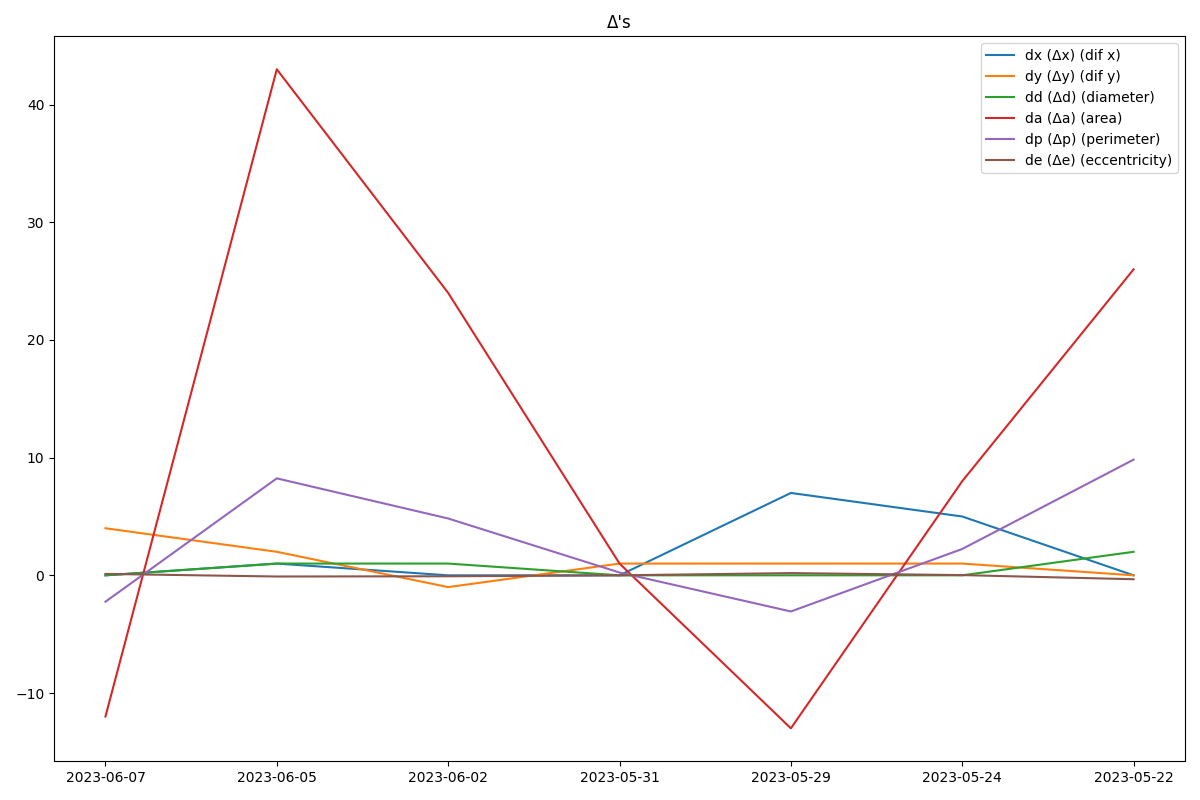 Δ's
dx (Δx) (dif x)
dy (Δy) (dif y)
dd (Δd) (diameter)
da (Δa) (area)
dp (Δp) (perimeter)
de (Δe) (eccentricity)
40
30
20
10
0
−10
2023-06-07 2023-06-05 2023-06-02 2023-05-31 2023-05-29 2023-05-24 2023-05-22